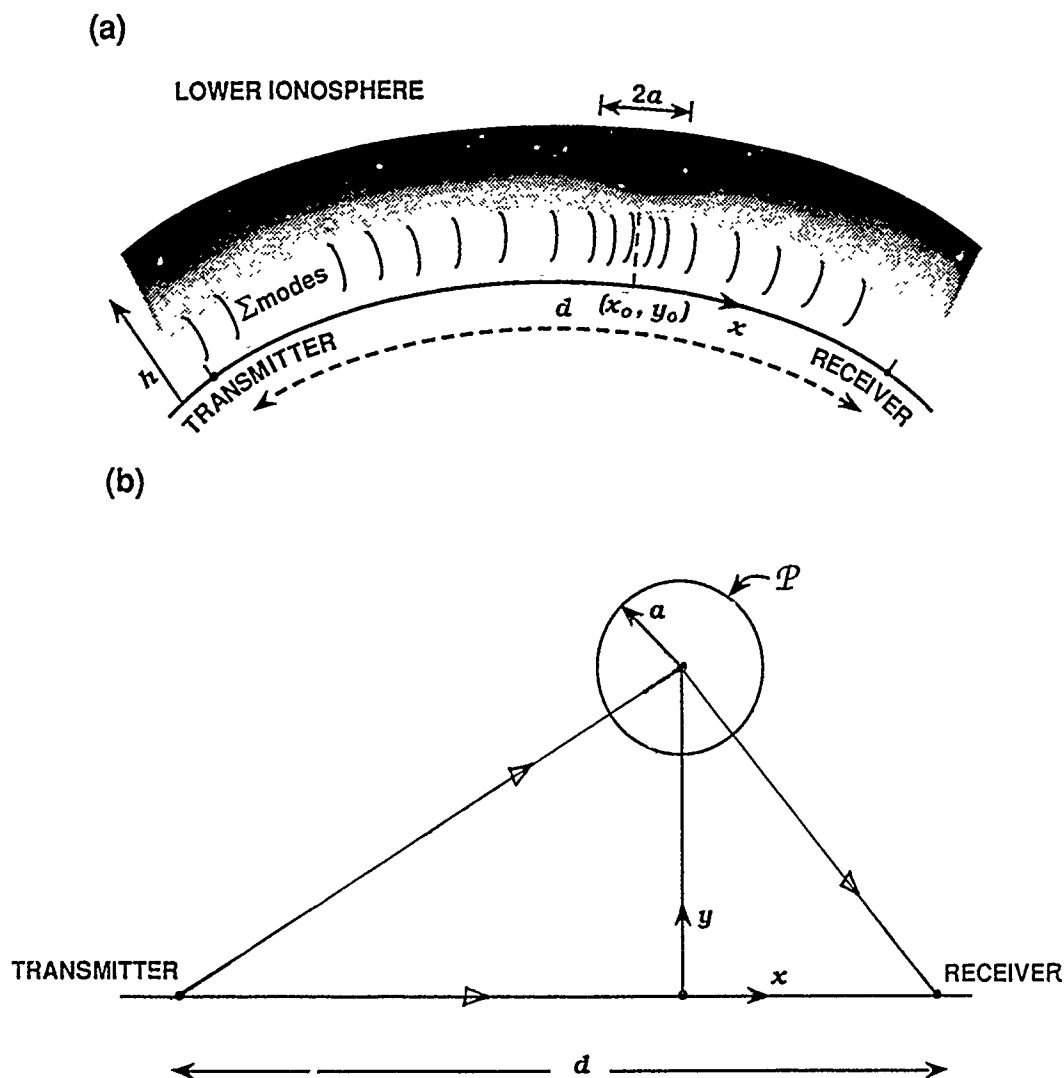 (a)
LOWER IONOSPHERE
2a
Σmodes
h
d
(x₀, y₀)
x
TRANSMITTER
RECEIVER
(b)
𝒫
a
y
TRANSMITTER
x
RECEIVER
d